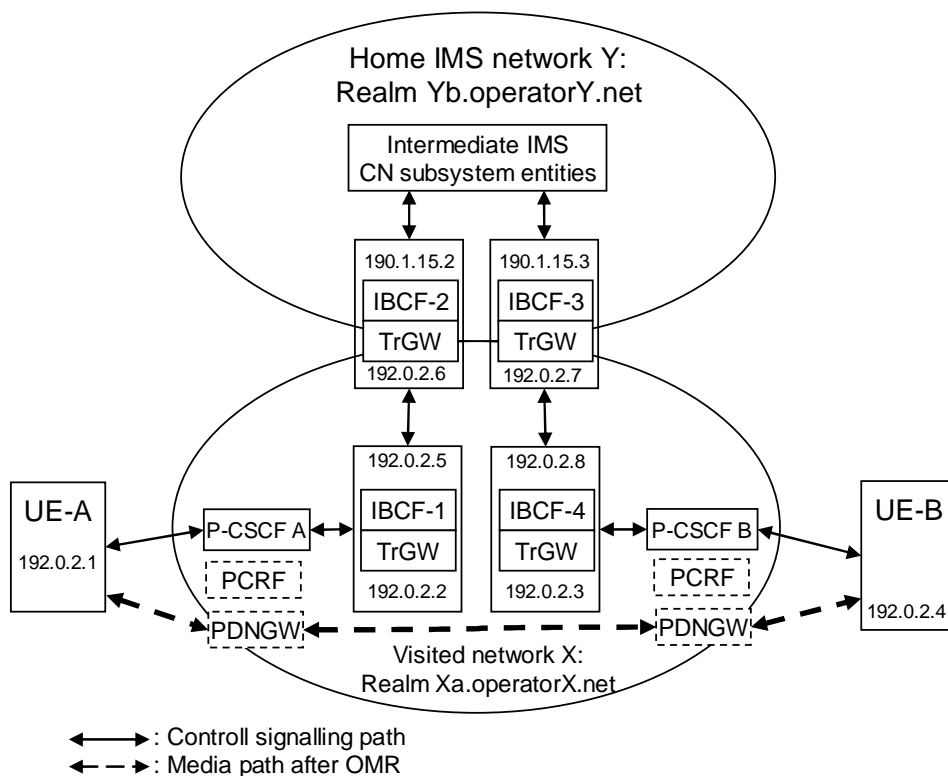 Home IMS network Y:
Realm Yb.operatorY.net
Intermediate IMS
CN subsystem entities
190.1.15.2
190.1.15.3
IBCF-2
IBCF-3
TrGW
TrGW
192.0.2.6
192.0.2.7
192.0.2.5
192.0.2.8
UE-A
UE-B
IBCF-1
IBCF-4
P-CSCF A
P-CSCF B
192.0.2.1
TrGW
TrGW
PCRF
PCRF
192.0.2.2
192.0.2.3
192.0.2.4
PDNGW
PDNGW
Visited network X:
Realm Xa.operatorX.net
: Controll signalling path
: Media path after OMR